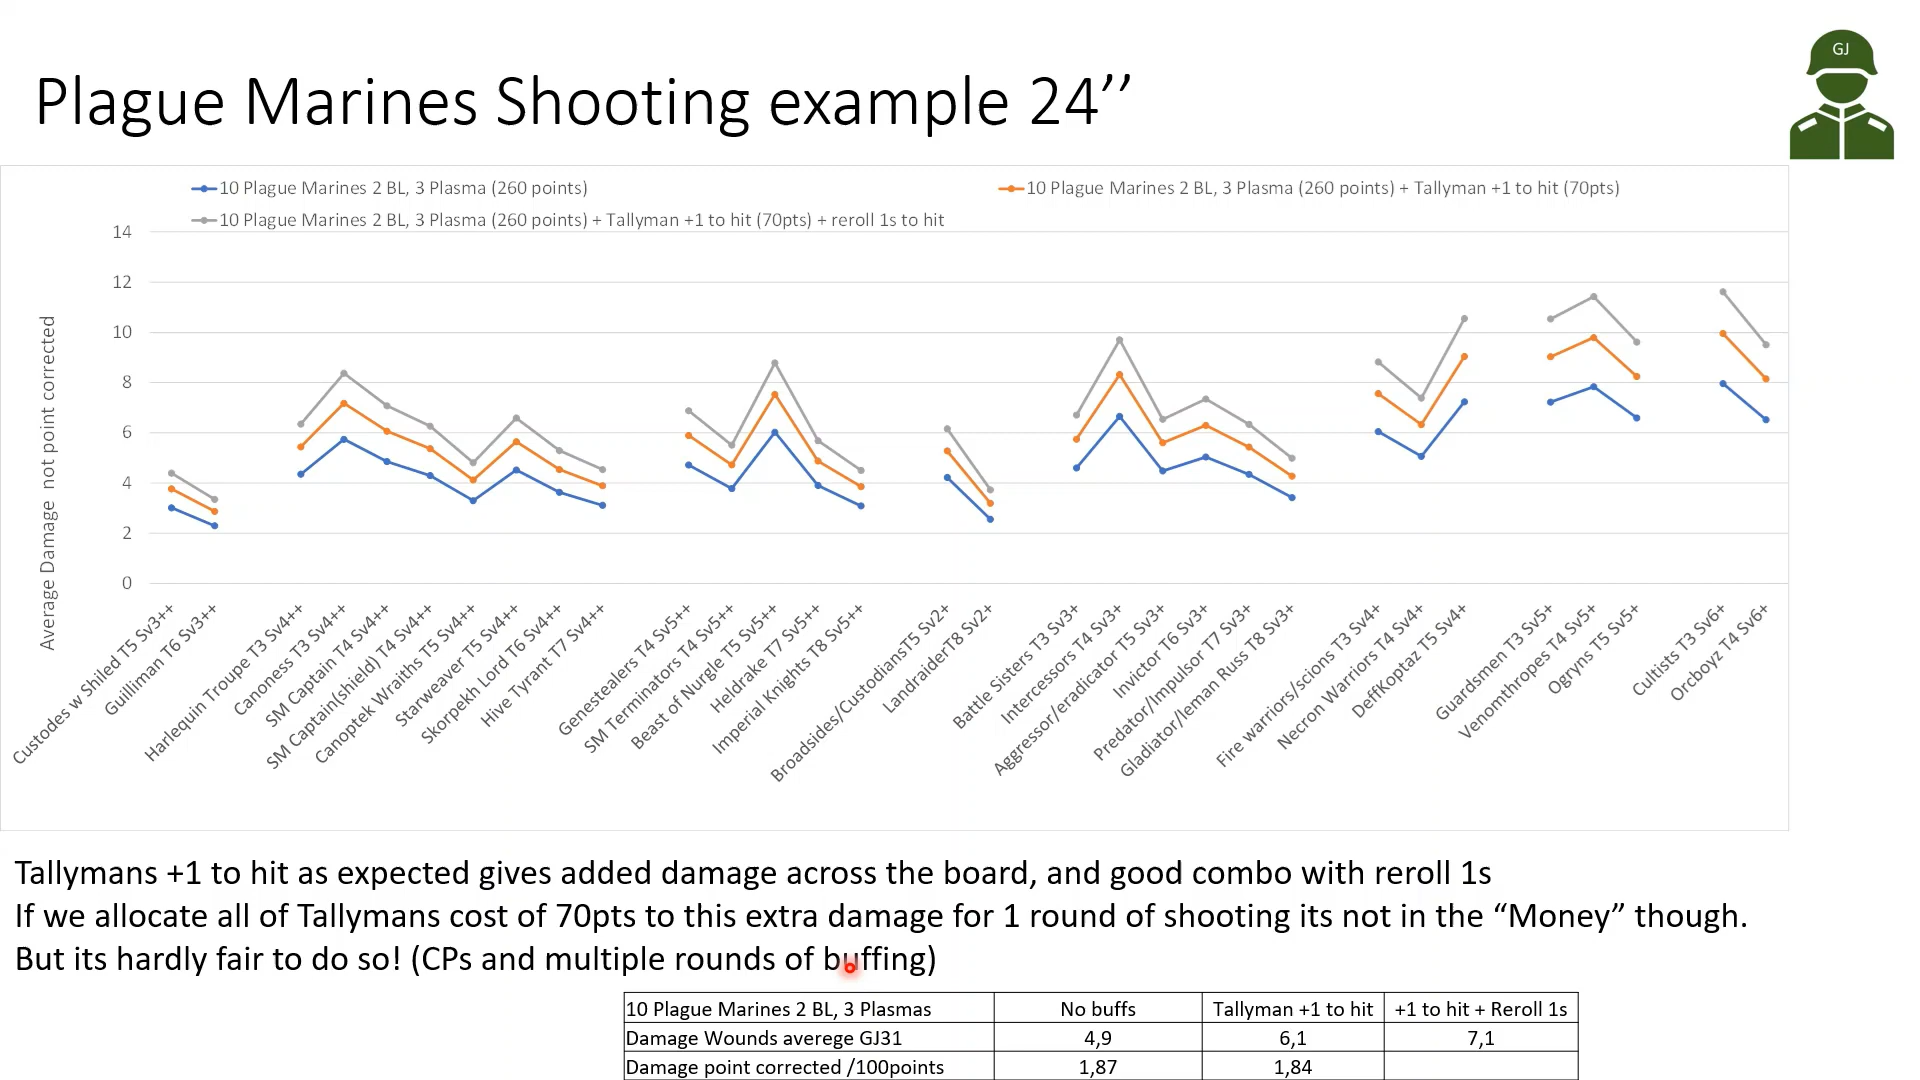 GJ
Plague Marines Shooting example 24’’
10 Plague Marines 2 BL, 3 Plasma (260 points)
10 Plague Marines 2 BL, 3 Plasma (260 points) + Tallyman +1 to hit (70pts)
10 Plague Marines 2 BL, 3 Plasma (260 points) + Tallyman +1 to hit (70pts) + reroll 1s to hit
Average Damage not point corrected
14
12
10
8
6
4
2
0
Custodes w Shiled T5 Sv3++
Guilliman T6 Sv3++
Harlequin Troupe T3 Sv4++
Canoness T3 Sv4++
SM Captain T4 Sv4++
SM Captain(shield) T4 Sv4++
Canoptek Wraiths T5 Sv4++
Starweaver T5 Sv4++
Skorpekh Lord T6 Sv4++
Hive Tyrant T7 Sv4++
Genestealers T4 Sv5++
SM Terminators T4 Sv5++
Beast of Nurgle T5 Sv5++
Heldrake T7 Sv5++
Imperial Knights T8 Sv5++
Broadsides/CustodiansT5 Sv2+
LandraiderT8 Sv2+
Battle Sisters T3 Sv3+
Intercessors T4 Sv3+
Aggressor/eradicator T5 Sv3+
Invictor T6 Sv3+
Predator/Impulsor T7 Sv3+
Gladiator/leman Russ T8 Sv3+
Fire warriors/scions T3 Sv4+
Necron Warriors T4 Sv4+
DeffKoptaz T5 Sv4+
Guardsmen T3 Sv5+
Venomthropes T4 Sv5+
Ogryns T5 Sv5+
Cultists T3 Sv6+
Orcboyz T4 Sv6+
Tallymans +1 to hit as expected gives added damage across the board, and good combo with reroll 1s
If we allocate all of Tallymans cost of 70pts to this extra damage for 1 round of shooting its not in the “Money” though.
But its hardly fair to do so! (CPs and multiple rounds of buffing)
10 Plague Marines 2 BL, 3 Plasmas No buffs Tallyman +1 to hit +1 to hit + Reroll 1s
Damage Wounds averege GJ31 4,9 6,1 7,1
Damage point corrected /100points 1,87 1,84